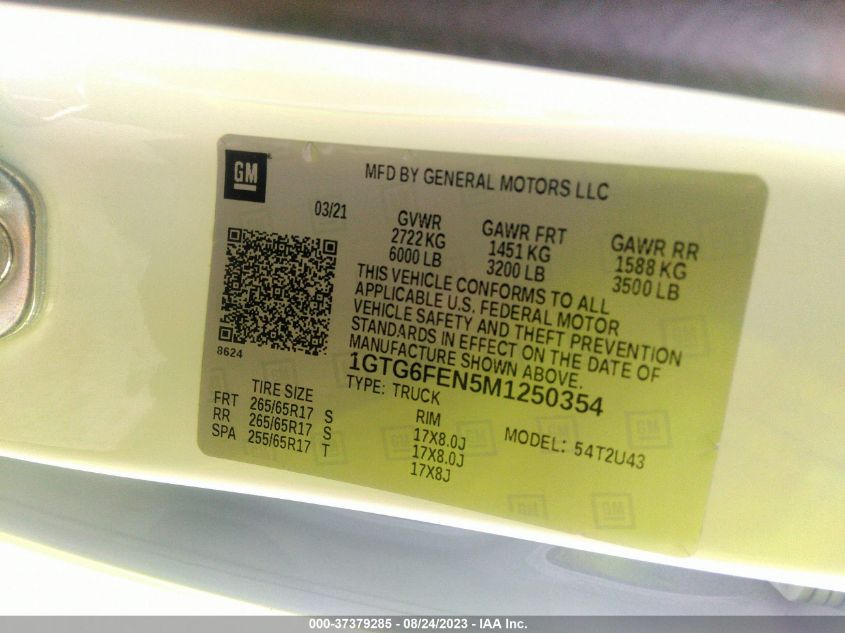 GM
MFD BY GENERAL MOTORS LLC
03/21
GVWR
2722 KG
6000 LB
GAWR FRT
1451 KG
3200 LB
GAWR RR
1588 KG
3500 LB
THIS VEHICLE CONFORMS TO ALL
APPLICABLE U.S. FEDERAL MOTOR
VEHICLE SAFETY AND THEFT PREVENTION
STANDARDS IN EFFECT ON THE DATE OF
MANUFACTURE SHOWN ABOVE.
8624
1GTG6FEN5M1250354
TYPE: TRUCK
TIRE SIZE
RIM
FRT 265/65R17 S 17X8.0J
RR 265/65R17 S 17X8.0J
SPA 255/65R17 T 17X8J
MODEL: 54T2U43
GM
GM
GM
GM
000-37379285 - 08/24/2023 - IAA Inc.